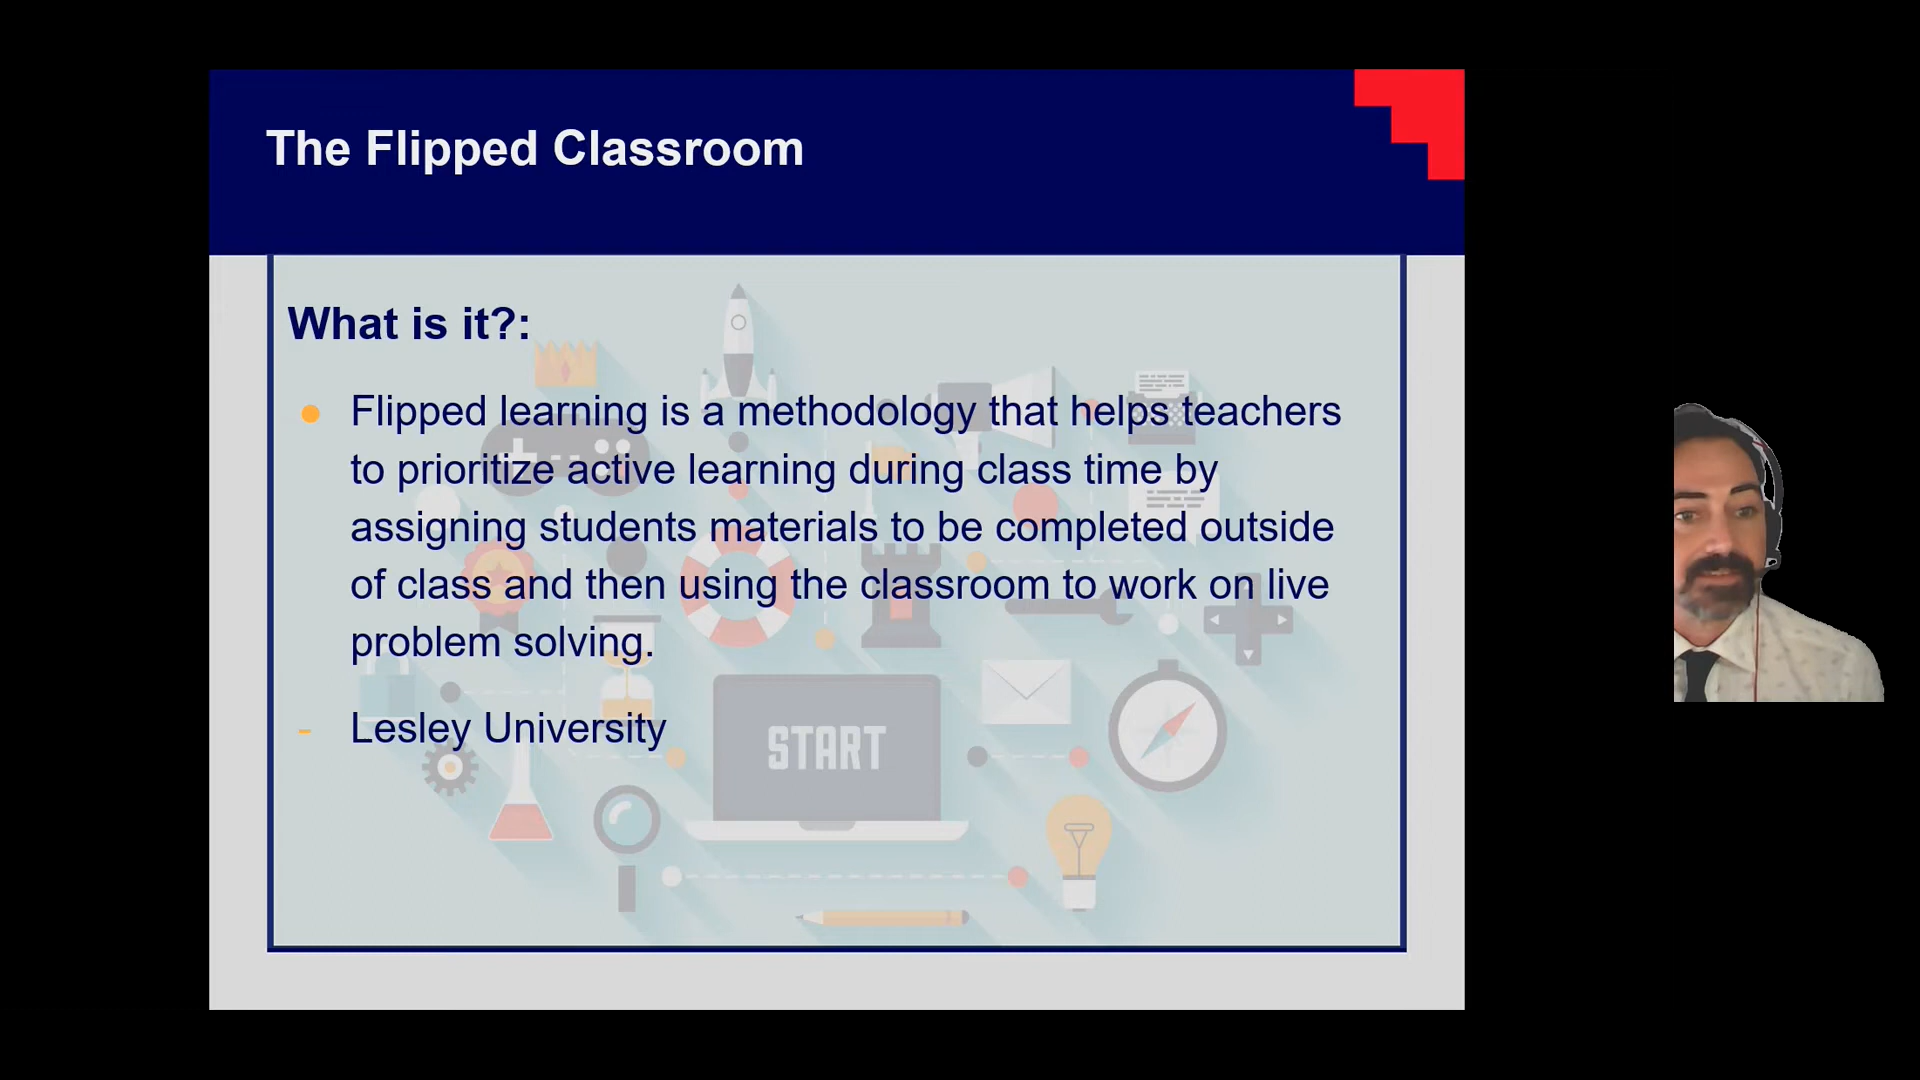 The Flipped Classroom
What is it?:
Flipped learning is a methodology that helps teachers
to prioritize active learning during class time by
assigning students materials to be completed outside
of class and then using the classroom to work on live
problem solving.
- Lesley University
START